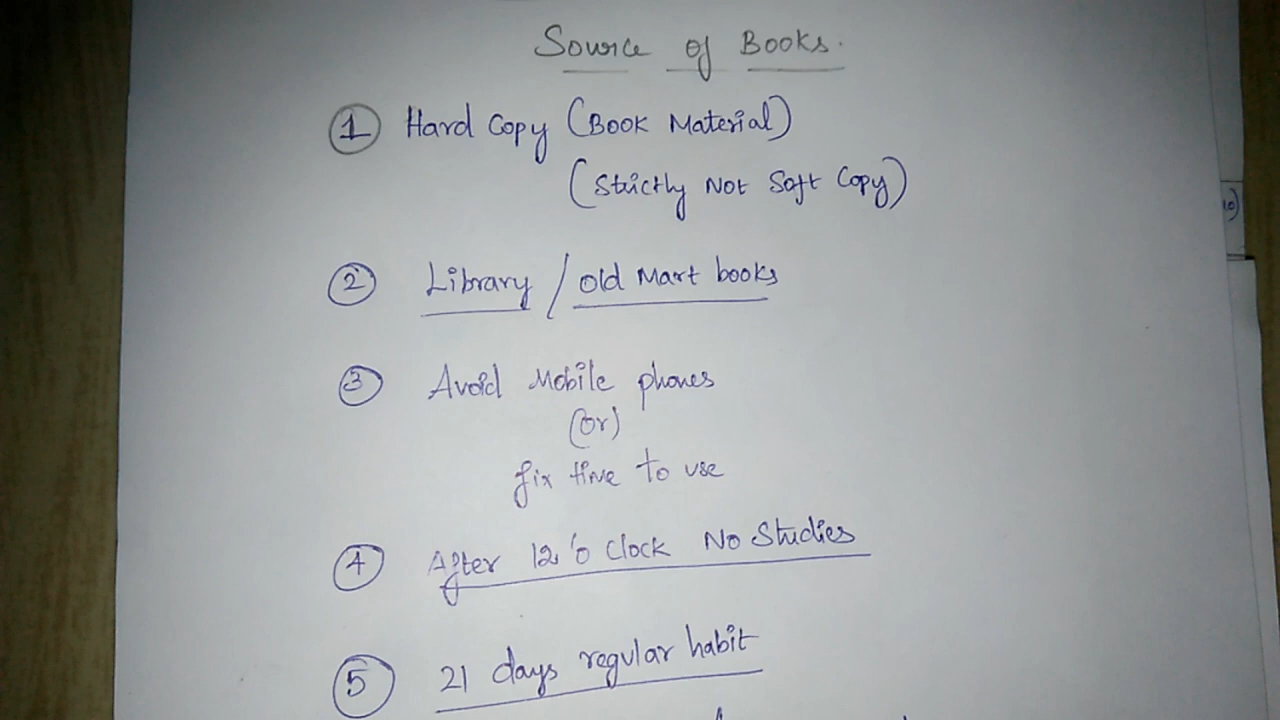 Source of Books.
1 Hard Copy (Book Material)
(Strictly Not Soft Copy)
2 Library / old Mart books
3 Avoid Mobile phones
(or)
fix time to use
4 After 12 'o Clock No Studies
5 21 days regular habit